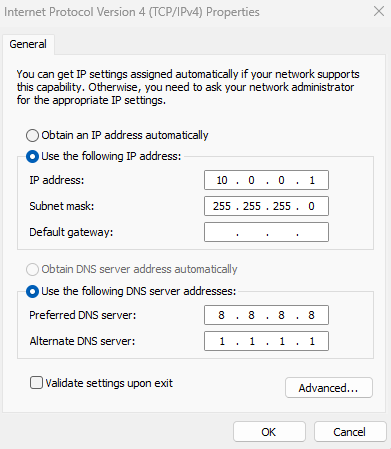 Internet Protocol Version 4 (TCP/IPv4) Properties
General
You can get IP settings assigned automatically if your network supports
this capability. Otherwise, you need to ask your network administrator
for the appropriate IP settings.
Obtain an IP address automatically
Use the following IP address:
IP address: 10 . 0 . 0 . 1
Subnet mask: 255 . 255 . 255 . 0
Default gateway: . . .
Obtain DNS server address automatically
Use the following DNS server addresses:
Preferred DNS server: 8 . 8 . 8 . 8
Alternate DNS server: 1 . 1 . 1 . 1
Validate settings upon exit
Advanced...
OK Cancel